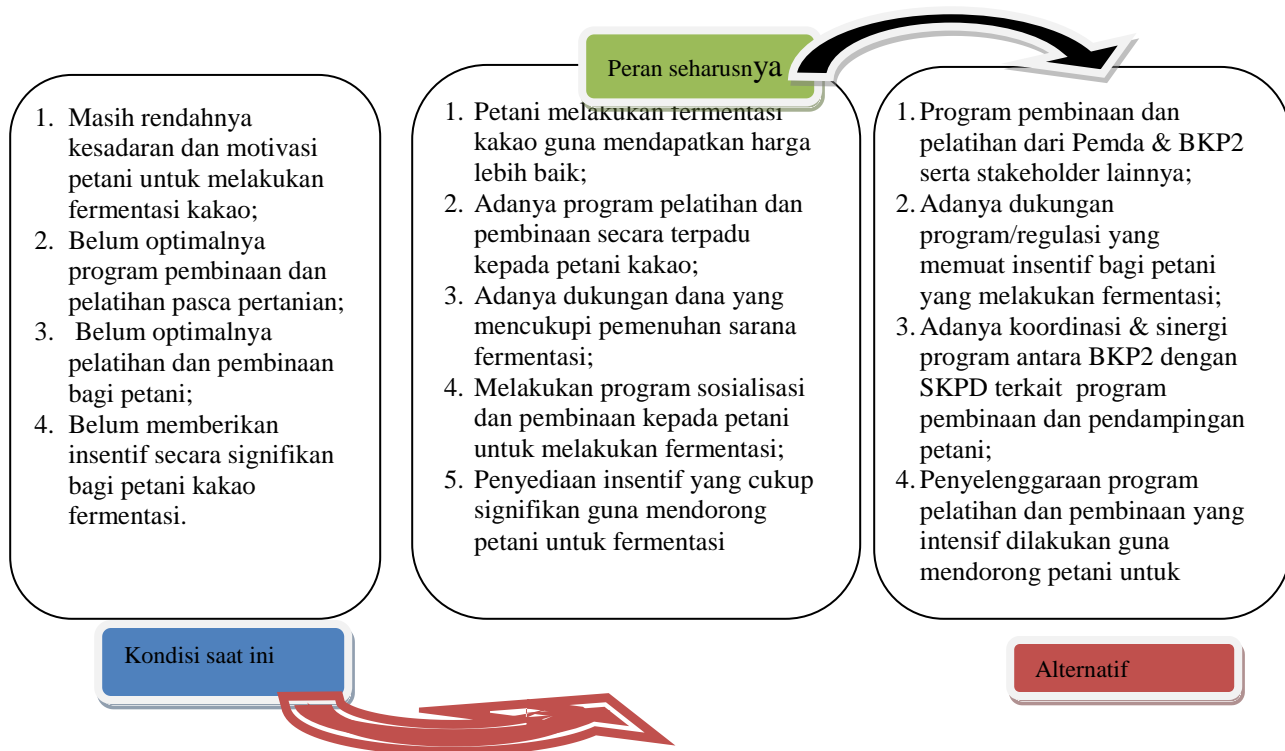 Peran seharusnya
1. Masih rendahnya
kesadaran dan motivasi
petani untuk melakukan
fermentasi kakao;
2. Belum optimalnya
program pembinaan dan
pelatihan pasca pertanian;
3. Belum optimalnya
pelatihan dan pembinaan
bagi petani;
4. Belum memberikan
insentif secara signifikan
bagi petani kakao
fermentasi.
1. Petani melakukan fermentasi
kakao guna mendapatkan harga
lebih baik;
2. Adanya program pelatihan dan
pembinaan secara terpadu
kepada petani kakao;
3. Adanya dukungan dana yang
mencukupi pemenuhan sarana
fermentasi;
4. Melakukan program sosialisasi
dan pembinaan kepada petani
untuk melakukan fermentasi;
5. Penyediaan insentif yang cukup
signifikan guna mendorong
petani untuk fermentasi
1. Program pembinaan dan
pelatihan dari Pemda & BKP2
serta stakeholder lainnya;
2. Adanya dukungan
program/regulasi yang
memuat insentif bagi petani
yang melakukan fermentasi;
3. Adanya koordinasi & sinergi
program antara BKP2 dengan
SKPD terkait program
pembinaan dan pendampingan
petani;
4. Penyelenggaraan program
pelatihan dan pembinaan yang
intensif dilakukan guna
mendorong petani untuk
Kondisi saat ini
Alternatif